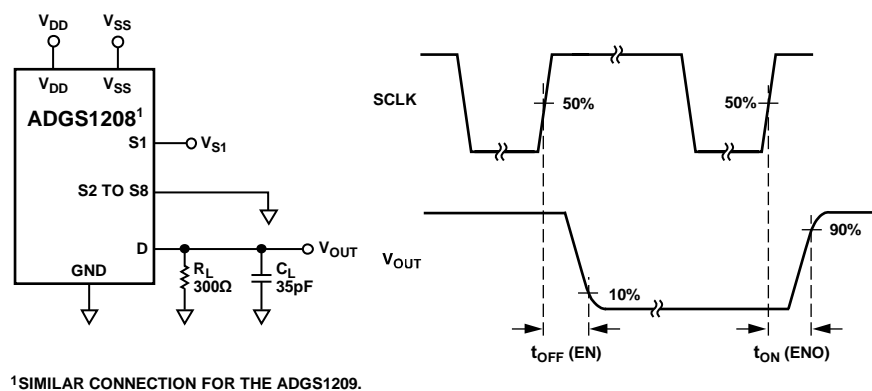 VDD VSS
VDD VSS
ADGS1208¹
S1 VS1
S2 TO S8
D VOUT
GND
RL
300Ω
CL
35pF
SCLK
50% 50%
VOUT
90%
10%
tOFF (EN) tON (ENO)
¹SIMILAR CONNECTION FOR THE ADGS1209.